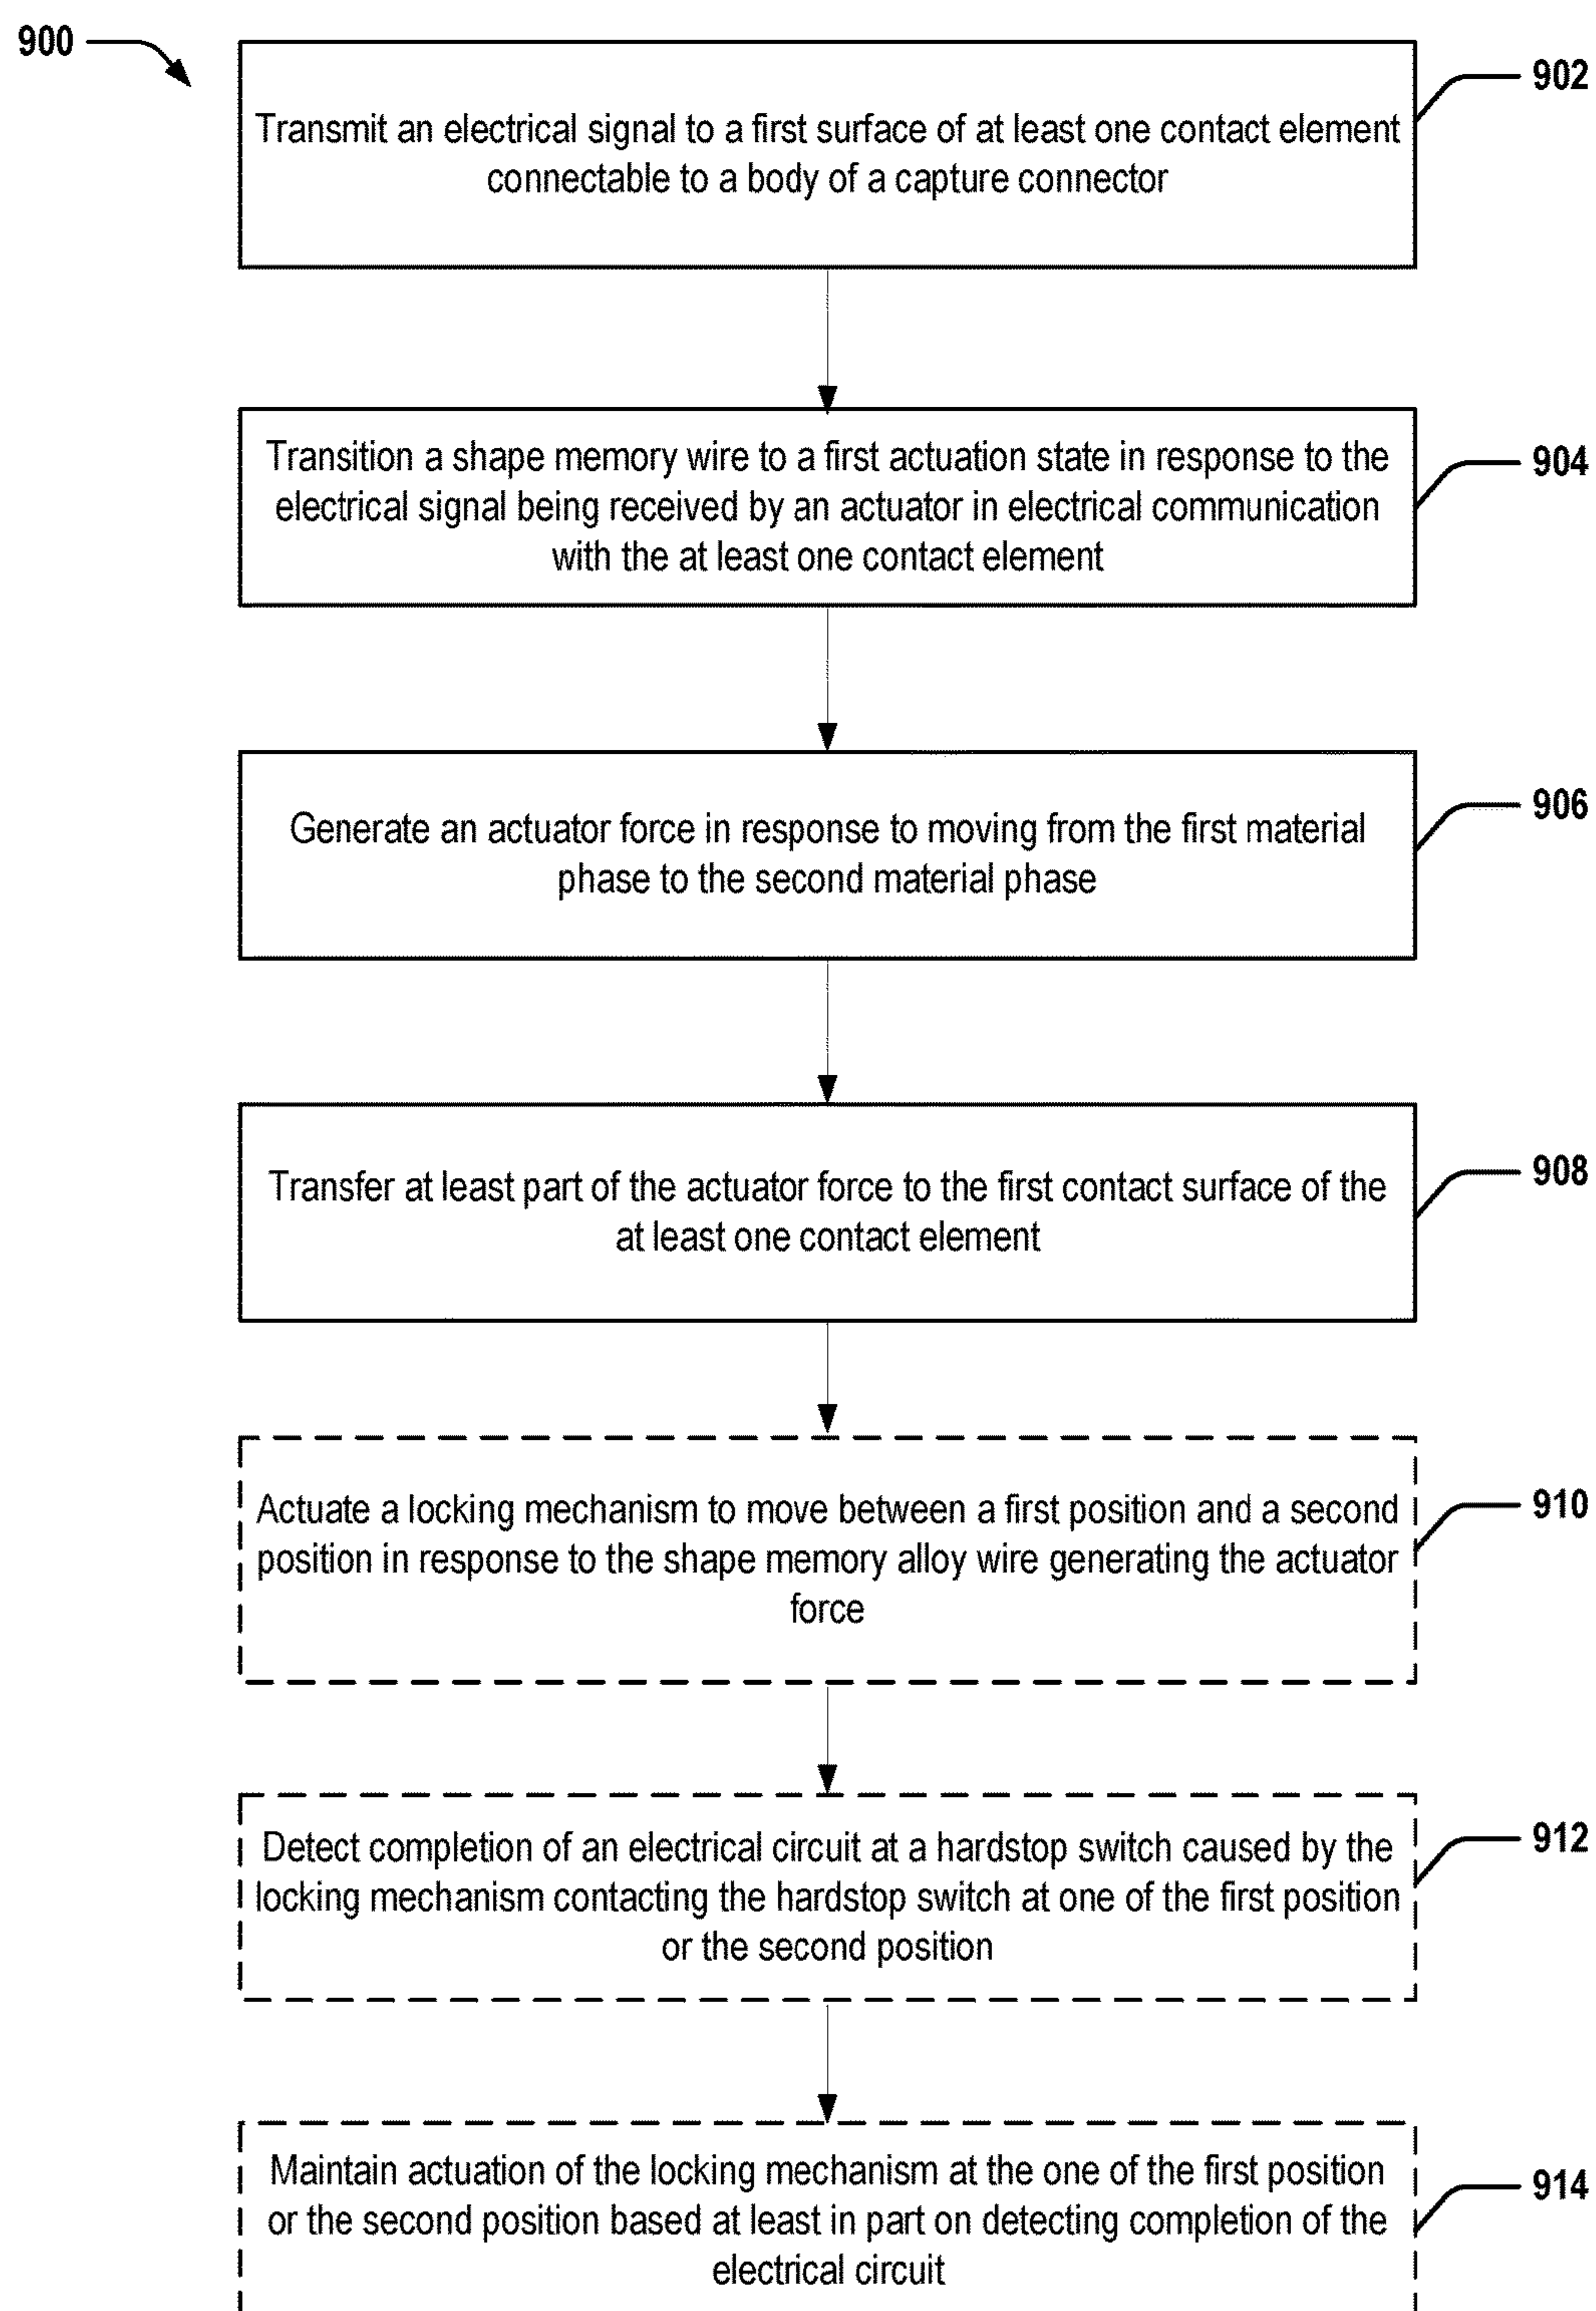 900
902
Transmit an electrical signal to a first surface of at least one contact element
connectable to a body of a capture connector
904
Transition a shape memory wire to a first actuation state in response to the
electrical signal being received by an actuator in electrical communication
with the at least one contact element
906
Generate an actuator force in response to moving from the first material
phase to the second material phase
908
Transfer at least part of the actuator force to the first contact surface of the
at least one contact element
910
Actuate a locking mechanism to move between a first position and a second
position in response to the shape memory alloy wire generating the actuator
force
912
Detect completion of an electrical circuit at a hardstop switch caused by the
locking mechanism contacting the hardstop switch at one of the first position
or the second position
914
Maintain actuation of the locking mechanism at the one of the first position
or the second position based at least in part on detecting completion of the
electrical circuit